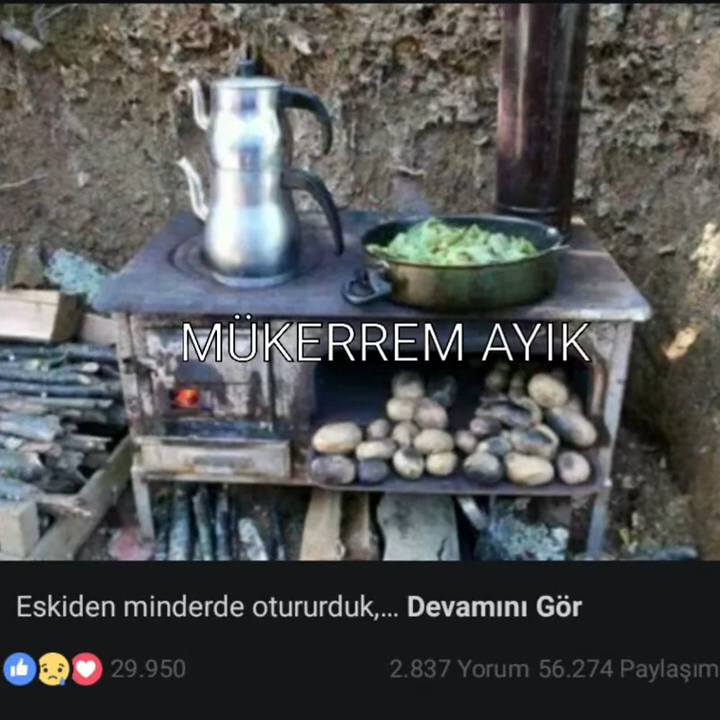 MÜKERREM AYIK
Eskiden minderde otururduk,... Devamını Gör
29.950
2.837 Yorum 56.274 Paylaşım